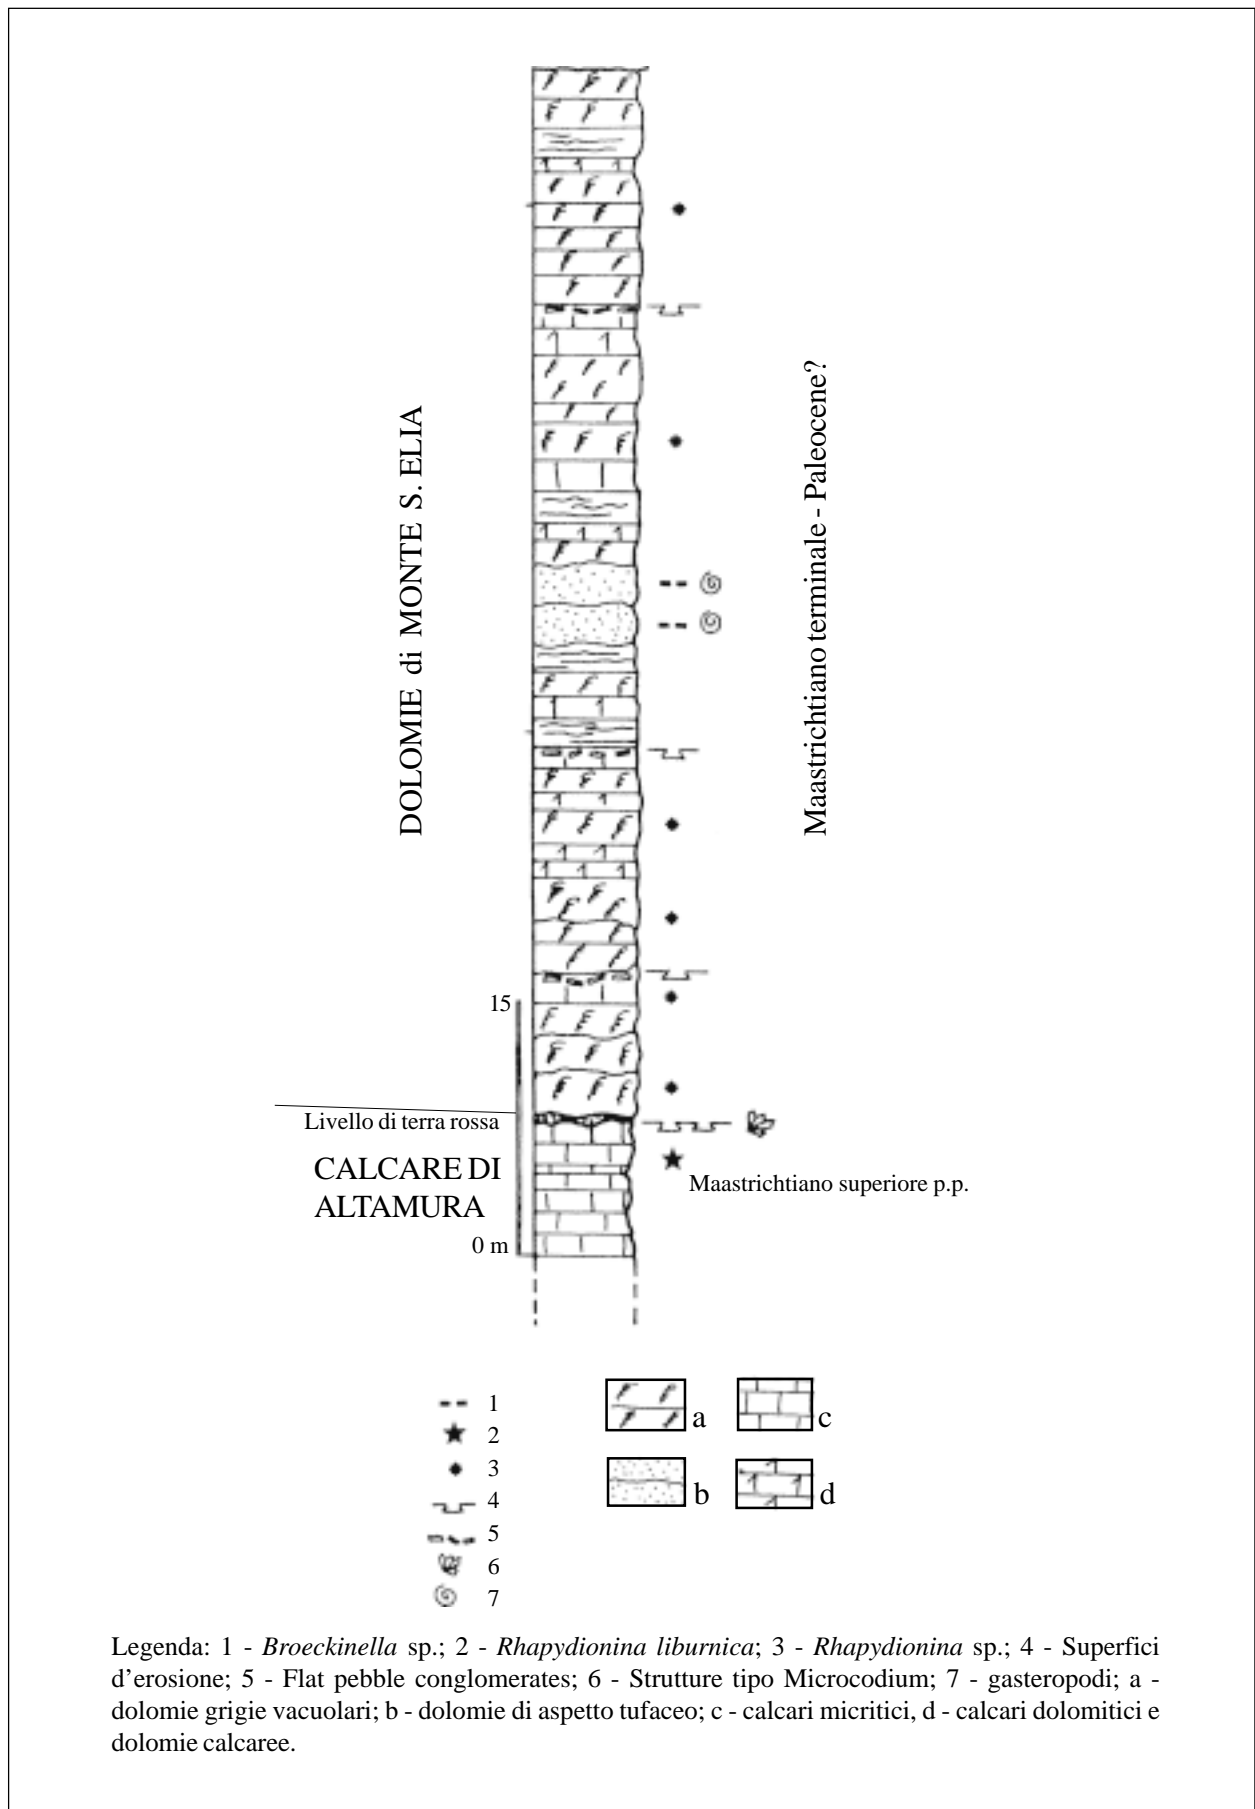 DOLOMIE di MONTE S. ELIA
Maastrichtiano terminale - Paleocene?
15
Livello di terra rossa
CALCARE DI
ALTAMURA
Maastrichtiano superiore p.p.
0 m
1
2
3
4
5
6
7
a
c
b
d
Legenda: 1 - Broeckinella sp.; 2 - Rhapydionina liburnica; 3 - Rhapydionina sp.; 4 - Superfici
d’erosione; 5 - Flat pebble conglomerates; 6 - Strutture tipo Microcodium; 7 - gasteropodi; a -
dolomie grigie vacuolari; b - dolomie di aspetto tufaceo; c - calcari micritici, d - calcari dolomitici e
dolomie calcaree.